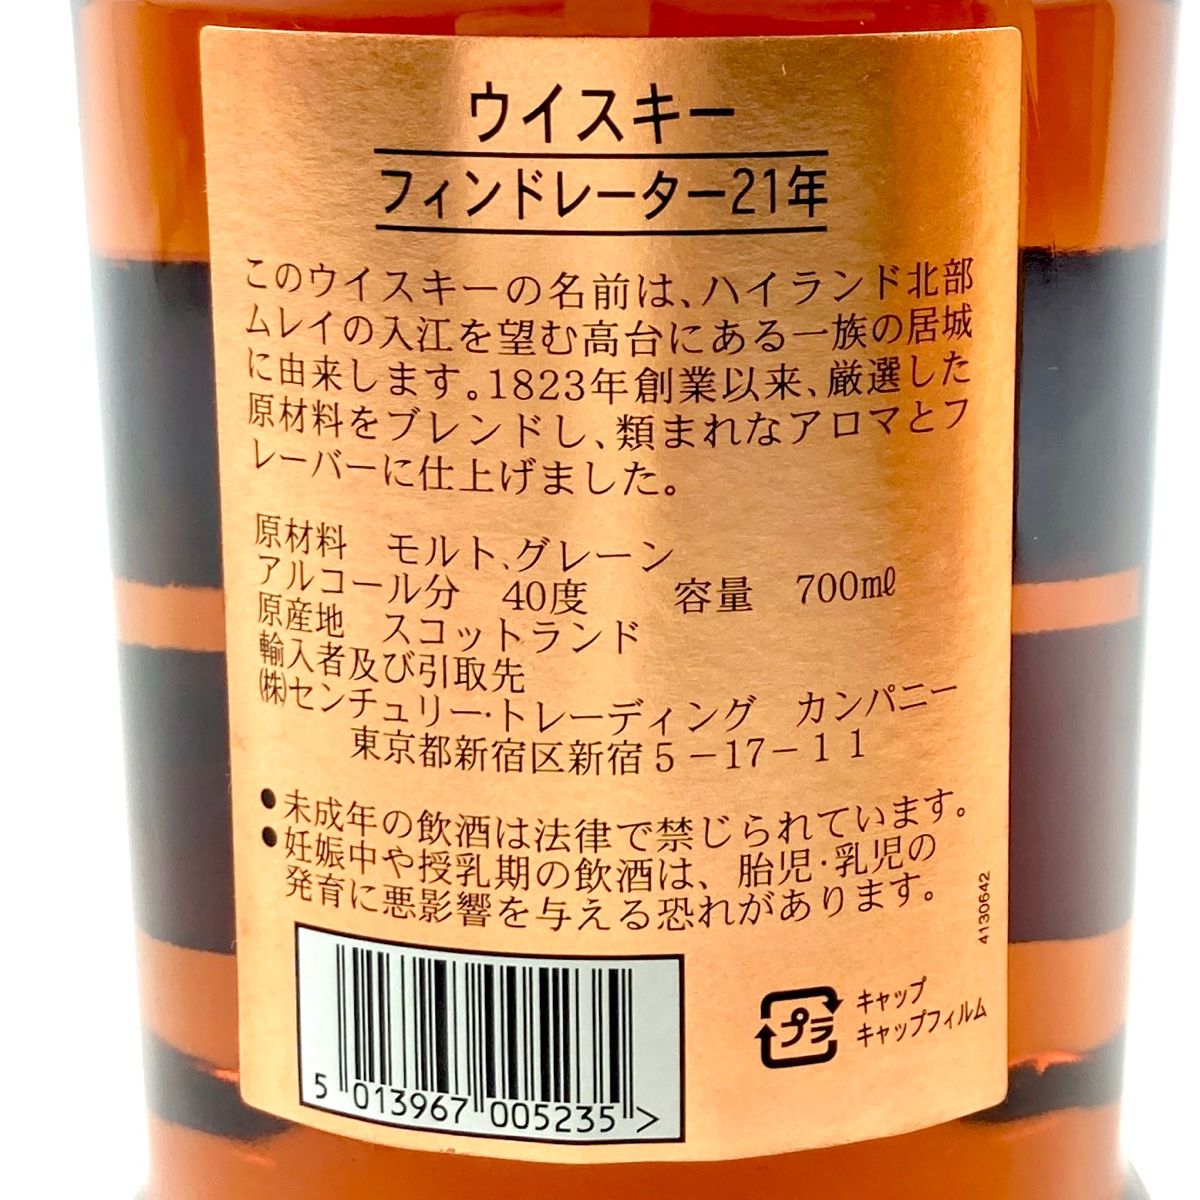 ウイスキー
フィンドレーター21年
このウイスキーの名前は、ハイランド北部
ムレイの入江を望む高台にある一族の居城
に由来します。1823年創業以来、厳選した
原材料をブレンドし、類まれなアロマとフ
レーバーに仕上げました。
原材料 モルト、グレーン
アルコール分 40度 容量 700mℓ
原産地 スコットランド
輸入者及び引取先
㈱センチュリー・トレーディング カンパニー
東京都新宿区新宿5-17-11
●未成年の飲酒は法律で禁じられています。
●妊娠中や授乳期の飲酒は、胎児・乳児の
発育に悪影響を与える恐れがあります。
4130642
プラ
キャップ
キャップフィルム
5 013967 005235 >